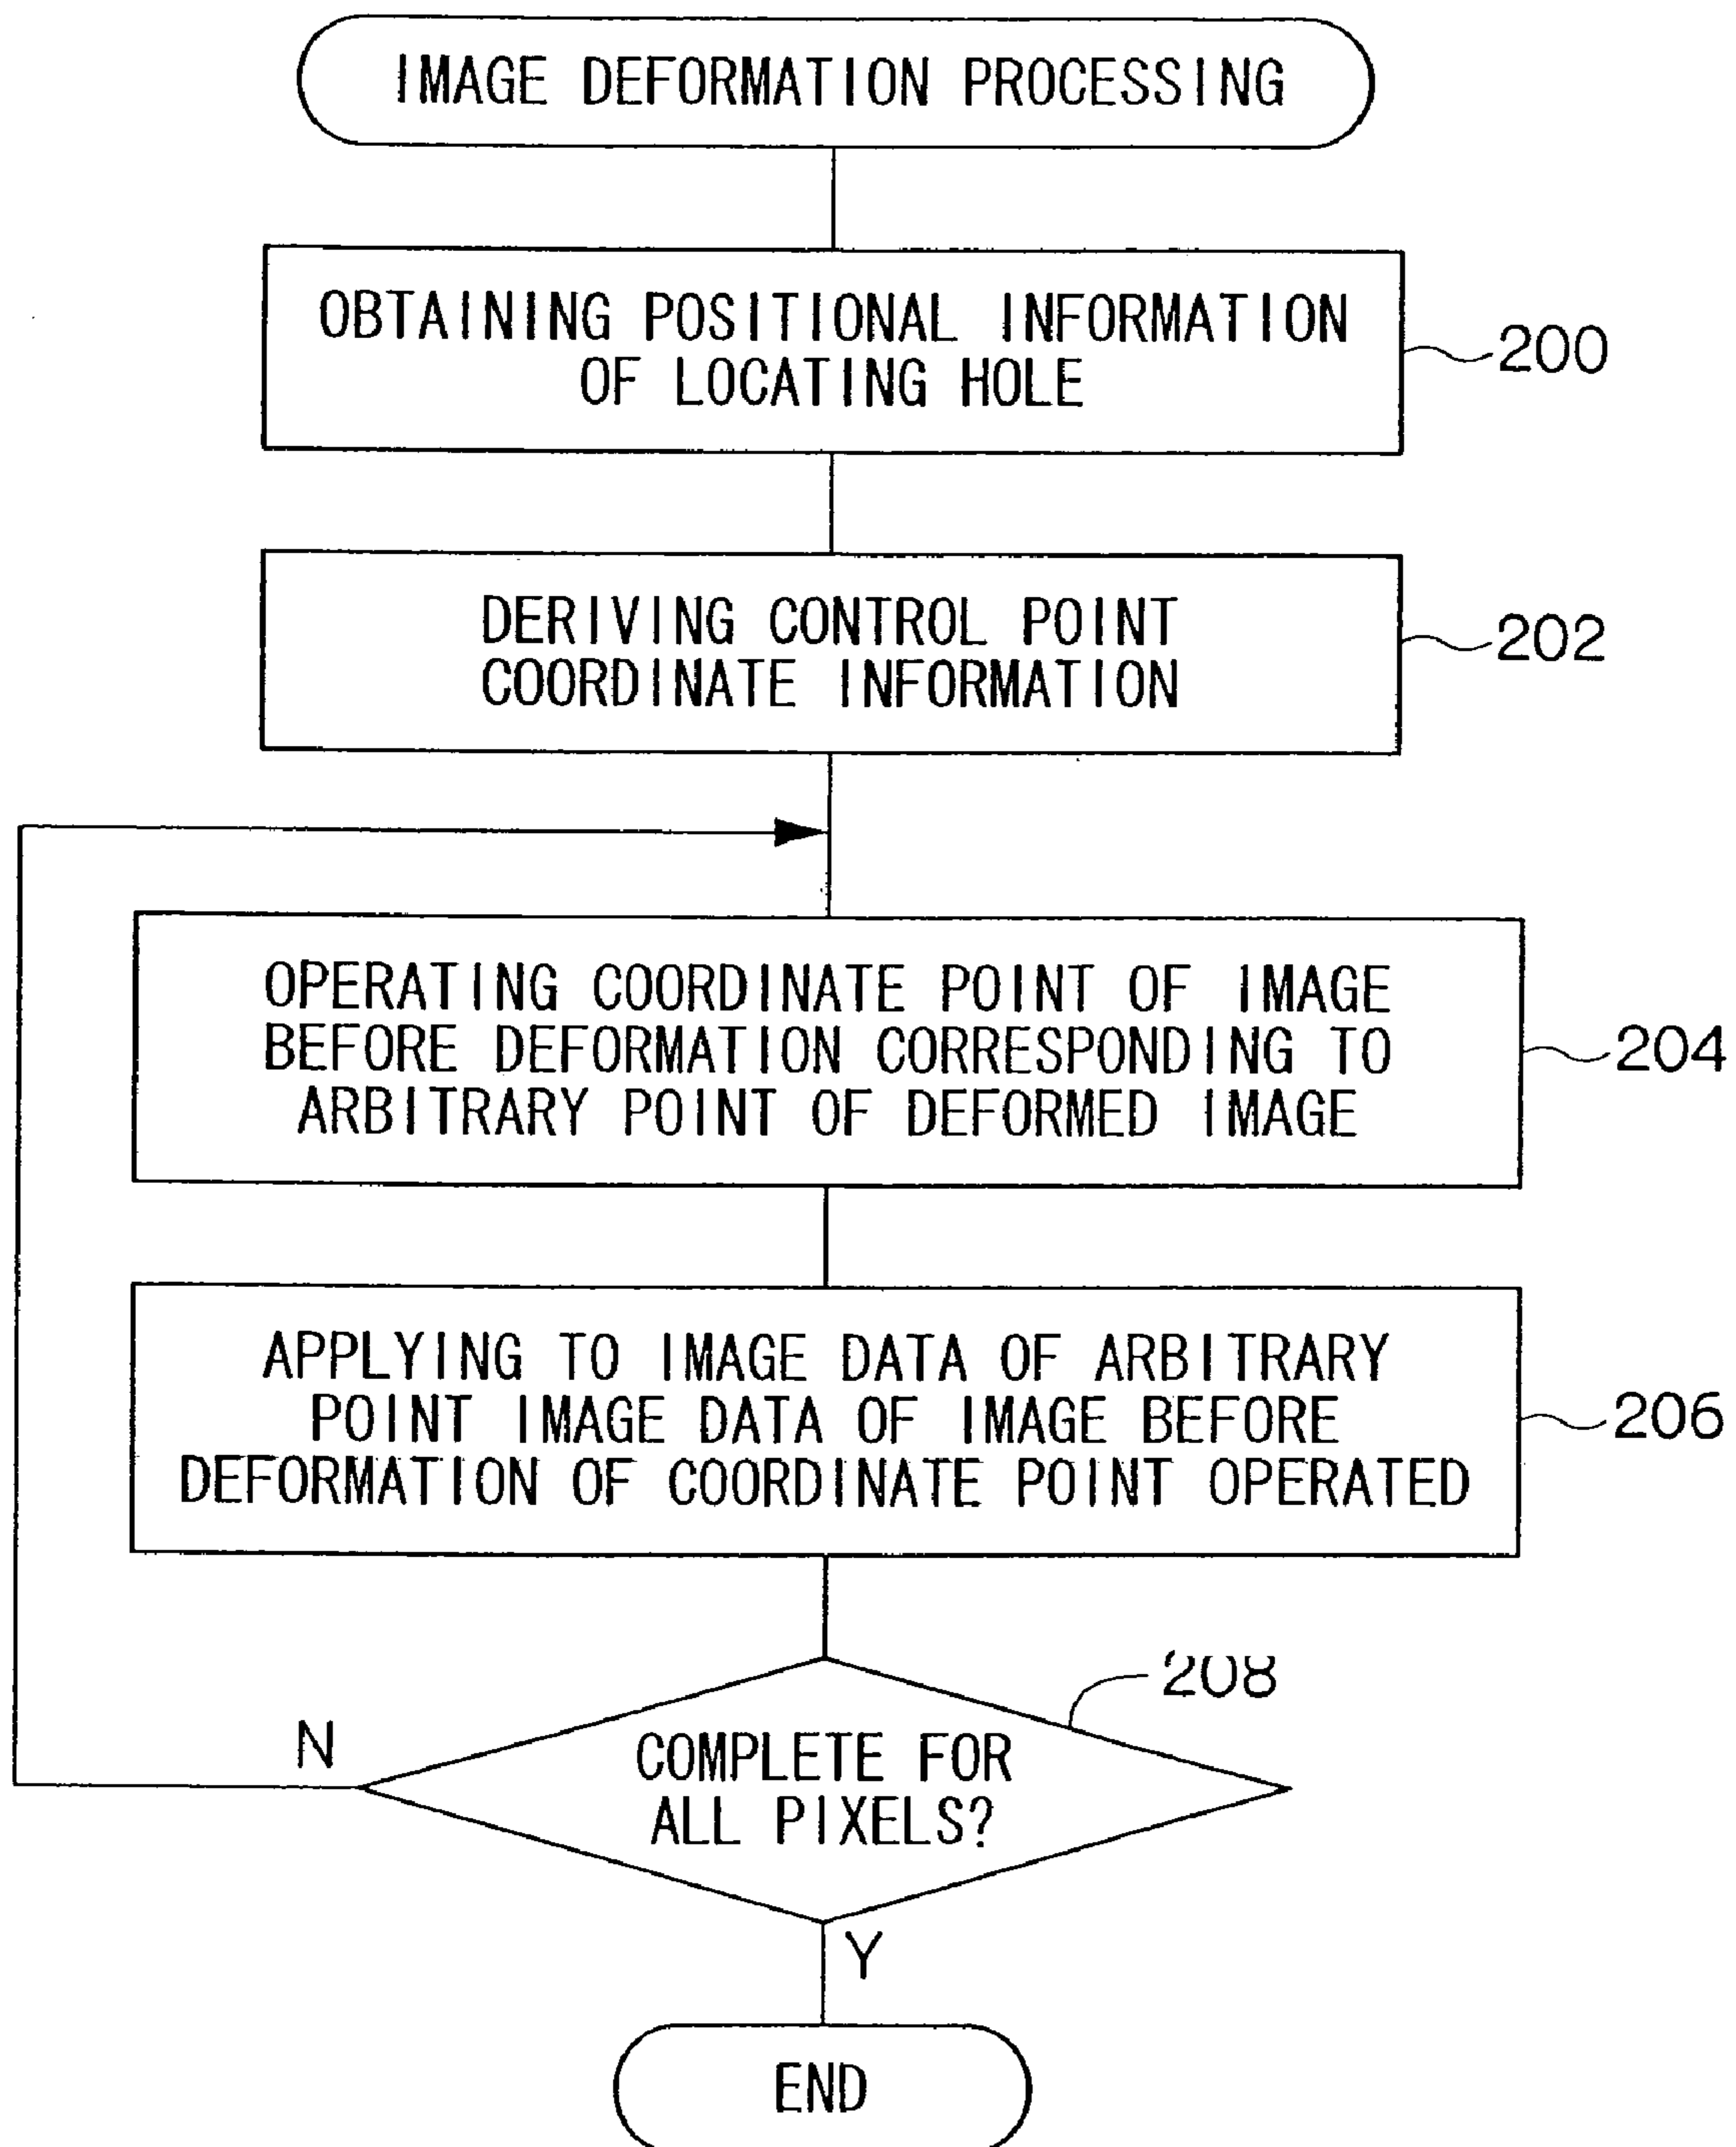 IMAGE DEFORMATION PROCESSING
OBTAINING POSITIONAL INFORMATION
OF LOCATING HOLE
200
DERIVING CONTROL POINT
COORDINATE INFORMATION
202
OPERATING COORDINATE POINT OF IMAGE
BEFORE DEFORMATION CORRESPONDING TO
ARBITRARY POINT OF DEFORMED IMAGE
204
APPLYING TO IMAGE DATA OF ARBITRARY
POINT IMAGE DATA OF IMAGE BEFORE
DEFORMATION OF COORDINATE POINT OPERATED
206
208
N
COMPLETE FOR
ALL PIXELS?
Y
END